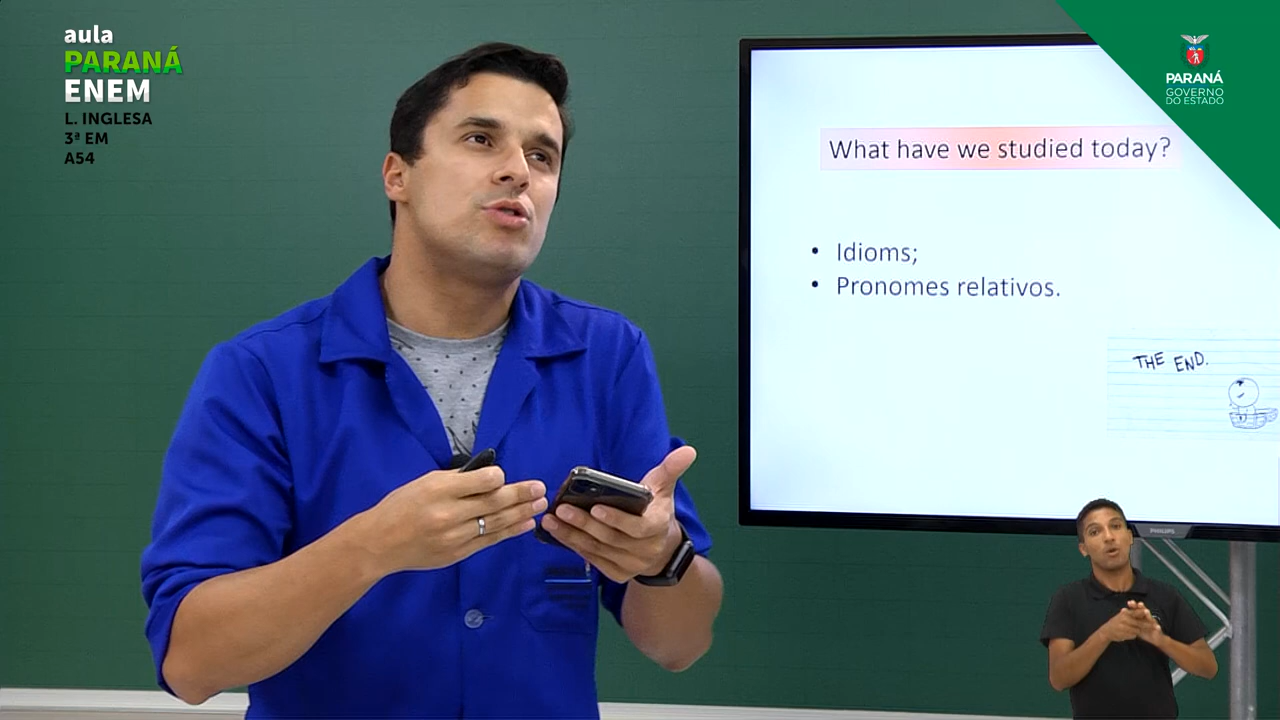 aula
PARANÁ
ENEM
L. INGLESA
3ª EM
A54
PARANÁ
GOVERNO
DO ESTADO
What have we studied today?
• Idioms;
• Pronomes relativos.
THE END.
PHILIPS